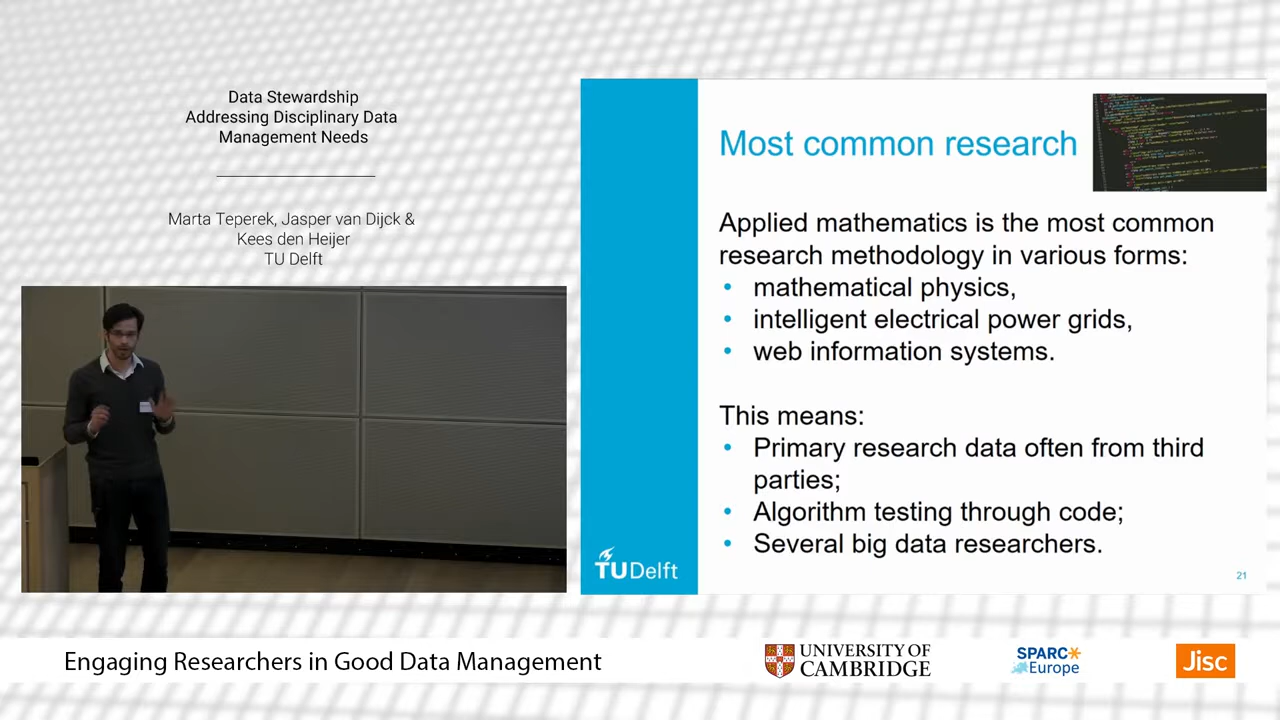 Data Stewardship
Addressing Disciplinary Data
Management Needs
Marta Teperek, Jasper van Dijck &
Kees den Heijer
TU Delft
Most common research
Applied mathematics is the most common
research methodology in various forms:
• mathematical physics,
• intelligent electrical power grids,
• web information systems.
This means:
• Primary research data often from third
parties;
• Algorithm testing through code;
• Several big data researchers.
TUDelft
21
Engaging Researchers in Good Data Management
UNIVERSITY OF
CAMBRIDGE
SPARC
Europe
Jisc